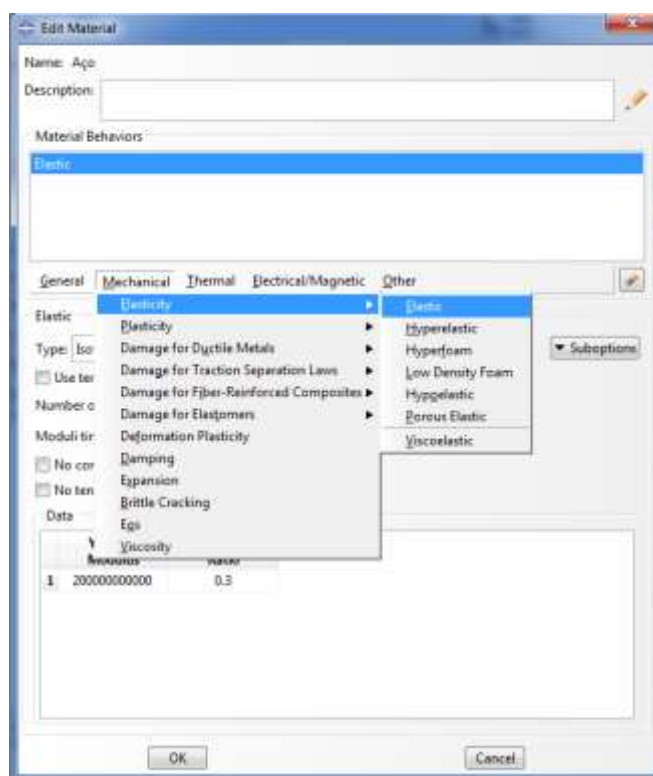 Edit Material
Name: Aço
Description:
Material Behaviors
Elastic
General Mechanical Thermal Electrical/Magnetic Other
Elasticity
Plasticity
Damage for Ductile Metals
Damage for Traction Separation Laws
Damage for Fiber-Reinforced Composites
Damage for Elastomers
Deformation Plasticity
Damping
Expansion
Brittle Cracking
Eos
Viscosity
Elastic
Hyperelastic
Hyperfoam
Low Density Foam
Hypoelastic
Porous Elastic
Viscoelastic
Elastic
Type: Iso
Suboptions
Use ter
Number o
Moduli tir
No cor
No ten
Data
Y
Modulus Ratio
1 200000000000 0.3
OK Cancel